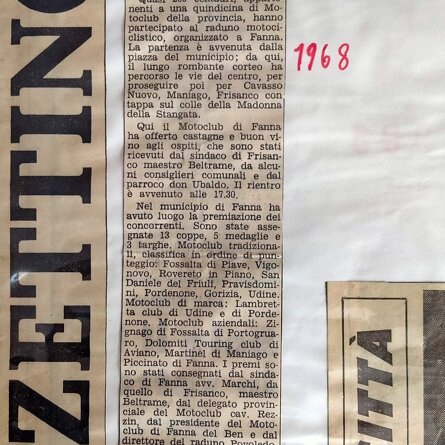 Quasi 200 centauri, apparte-
nenti a una quindicina di Mo-
toclub della provincia, hanno
partecipato al raduno motoci-
clistico, organizzato a Fanna.
La partenza è avvenuta dalla
piazza del municipio; da qui,
il lungo rombante corteo ha
percorso le vie del centro, per
proseguire poi per Cavasso
Nuovo, Maniago, Frisanco con
tappa sul colle della Madonna
della Stangata.
Qui il Motoclub di Fanna
ha offerto castagne e buon vi-
no agli ospiti, che sono stati
ricevuti dal sindaco di Frisan-
co maestro Beltrame, da alcu-
ni consiglieri comunali e dal
parroco don Ubaldo. Il rientro
è avvenuto alle 17.30.
Nel municipio di Fanna ha
avuto luogo la premiazione dei
concorrenti. Sono state asse-
gnate 13 coppe, 5 medaglie e
3 targhe. Motoclub tradiziona-
li, classifica in ordine di pun-
teggio: Fossalta di Piave, Vigo-
novo, Rovereto in Piano, San
Daniele del Friuli, Pravisdomi-
ni, Pordenone, Gorizia, Udine.
Motoclub di marca: Lambret-
ta club di Udine e di Porde-
none, Motoclub aziendali: Zi-
gnago di Fossalta di Portogrua-
ro, Dolomiti Touring club di
Aviano, Martinel di Maniago e
Piccinato di Fanna. I premi so-
no stati consegnati dal sinda-
co di Fanna avv. Marchi, da
quello di Frisanco, maestro
Beltrame, dal delegato provin-
ciale del Motoclub cav. Rez-
zin, dal presidente del Moto-
club di Fanna del Ben e dal
direttore del raduno Povoledo.
1968
ZETTINO
CITTÀ